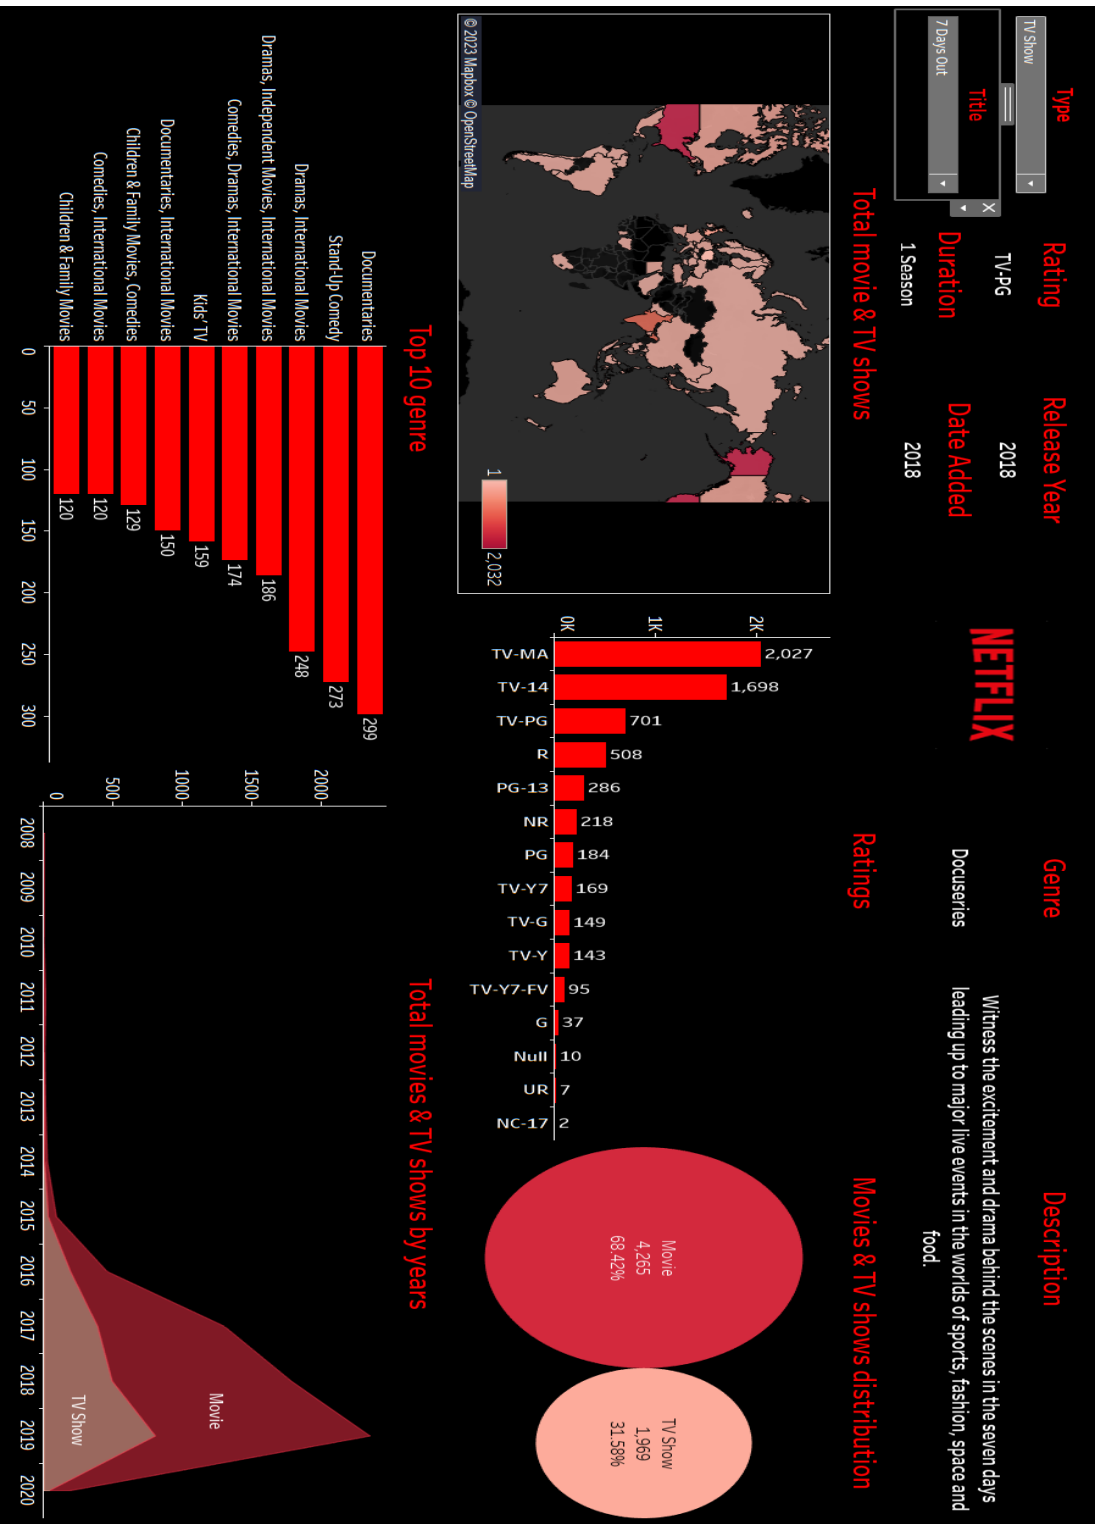 Type
TV Show
Title
7 Days Out
X
Rating
TV-PG
Duration
1 Season
Release Year
2018
Date Added
2018
NETFLIX
Genre
Docuseries
Description
Witness the excitement and drama behind the scenes in the seven days
leading up to major live events in the worlds of sports, fashion, space and
food.
Total movie & TV shows
© 2023 Mapbox © OpenStreetMap
1
2,032
Ratings
2K
1K
0K
2,027
1,698
701
508
286
218
184
169
149
143
95
37
10
7
2
TV-MA
TV-14
TV-PG
R
PG-13
NR
PG
TV-Y7
TV-G
TV-Y
TV-Y7-FV
G
Null
UR
NC-17
Movies & TV shows distribution
Movie
4,265
68.42%
TV Show
1,969
31.58%
Top 10 genre
Documentaries 299
Stand-Up Comedy 273
Dramas, International Movies 248
Dramas, Independent Movies, International Movies 186
Comedies, Dramas, International Movies 174
Kids' TV 159
Documentaries, International Movies 150
Children & Family Movies, Comedies 129
Comedies, International Movies 120
Children & Family Movies 120
0 50 100 150 200 250 300
Total movies & TV shows by years
2000
1500
1000
500
0
Movie
TV Show
2008 2009 2010 2011 2012 2013 2014 2015 2016 2017 2018 2019 2020